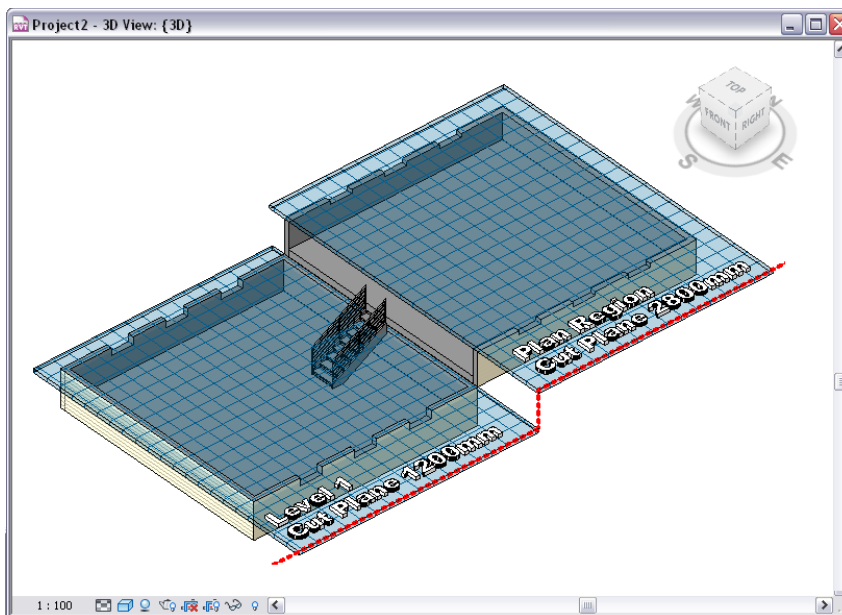 Project2 - 3D View: {3D}
TOP
FRONT
RIGHT
W
N
S
E
Plan Region
Cut Plane 2800mm
Level 1
Cut Plane 1200mm
1 : 100